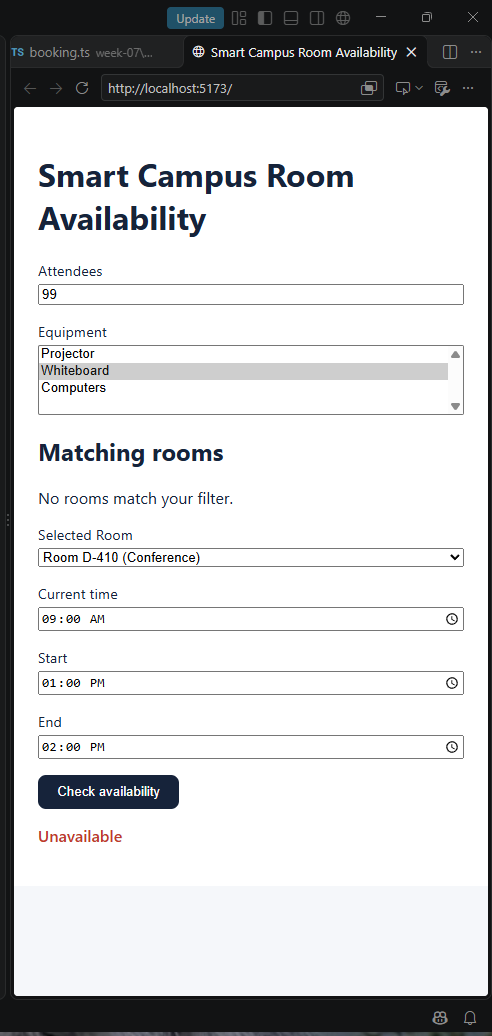 Update
TS booking.ts week-07\...
Smart Campus Room Availability
http://localhost:5173/
Smart Campus Room
Availability
Attendees
99
Equipment
Projector
Whiteboard
Computers
Matching rooms
No rooms match your filter.
Selected Room
Room D-410 (Conference)
Current time
09:00 AM
Start
01:00 PM
End
02:00 PM
Check availability
Unavailable